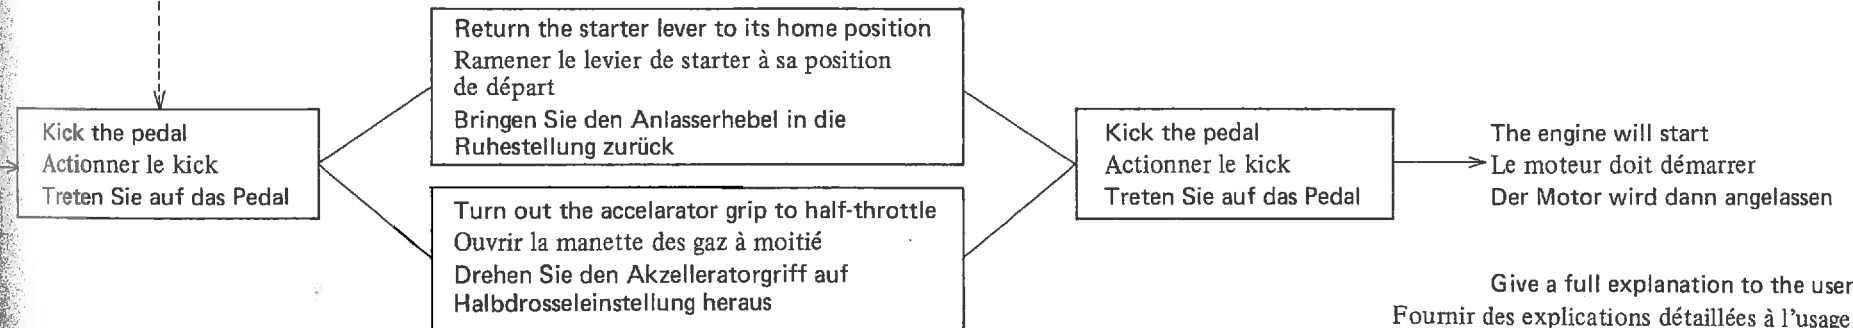 Kick the pedal
Actionner le kick
Treten Sie auf das Pedal
Return the starter lever to its home position
Ramener le levier de starter à sa position
de départ
Bringen Sie den Anlasserhebel in die
Ruhestellung zurück
Turn out the accelarator grip to half-throttle
Ouvrir la manette des gaz à moitié
Drehen Sie den Akzelleratorgriff auf
Halbdrosseleinstellung heraus
Kick the pedal
Actionner le kick
Treten Sie auf das Pedal
The engine will start
Le moteur doit démarrer
Der Motor wird dann angelassen
Give a full explanation to the user
Fournir des explications détaillées à l'usage